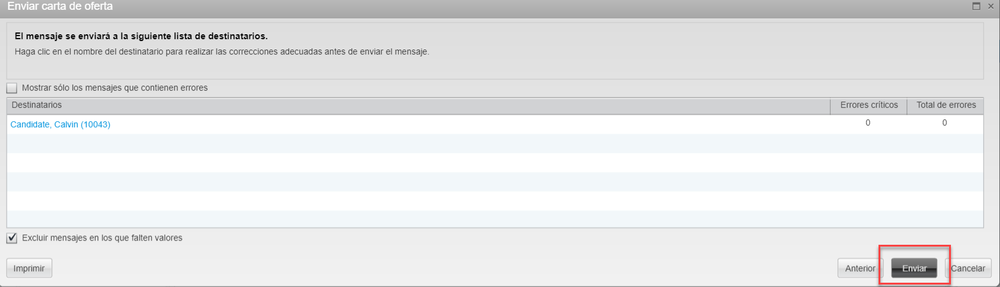 Enviar carta de oferta
El mensaje se enviará a la siguiente lista de destinatarios.
Haga clic en el nombre del destinatario para realizar las correcciones adecuadas antes de enviar el mensaje.
Mostrar sólo los mensajes que contienen errores
Destinatarios Errores críticos Total de errores
Candidate, Calvin (10043) 0 0
Excluir mensajes en los que falten valores
Imprimir Anterior Enviar Cancelar